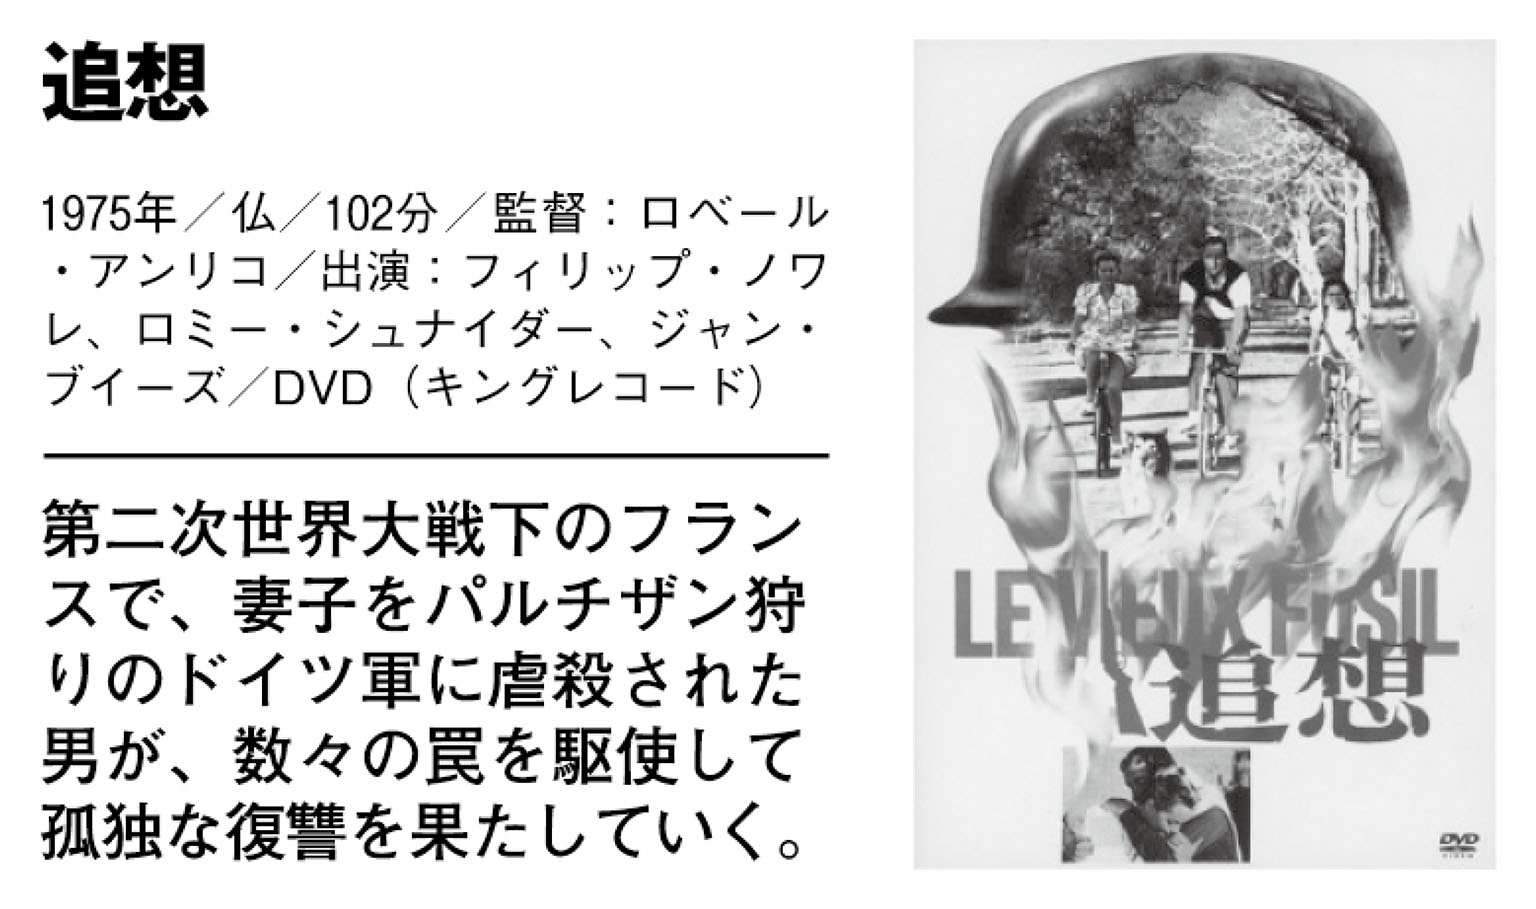 追想
1975年／仏／102分／監督：ロベール
・アンリコ／出演：フィリップ・ノワ
レ、ロミー・シュナイダー、ジャン・
ブイーズ／DVD（キングレコード）
第二次世界大戦下のフラン
スで、妻子をパルチザン狩
りのドイツ軍に虐殺された
男が、数々の罠を駆使して
孤独な復讐を果たしていく。
LE VIEUX FUSIL
追想
DVD
VIDEO